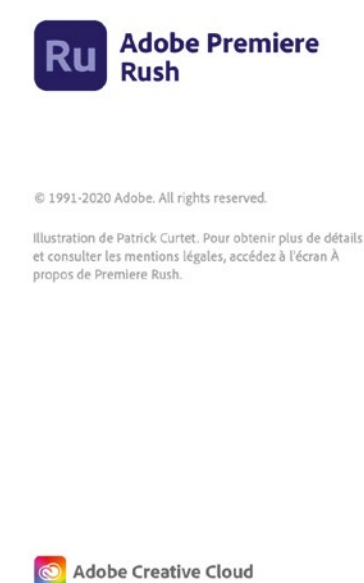 Ru
Adobe Premiere
Rush
© 1991-2020 Adobe. All rights reserved.
Illustration de Patrick Curtet. Pour obtenir plus de détails
et consulter les mentions légales, accédez à l'écran À
propos de Premiere Rush.
Adobe Creative Cloud